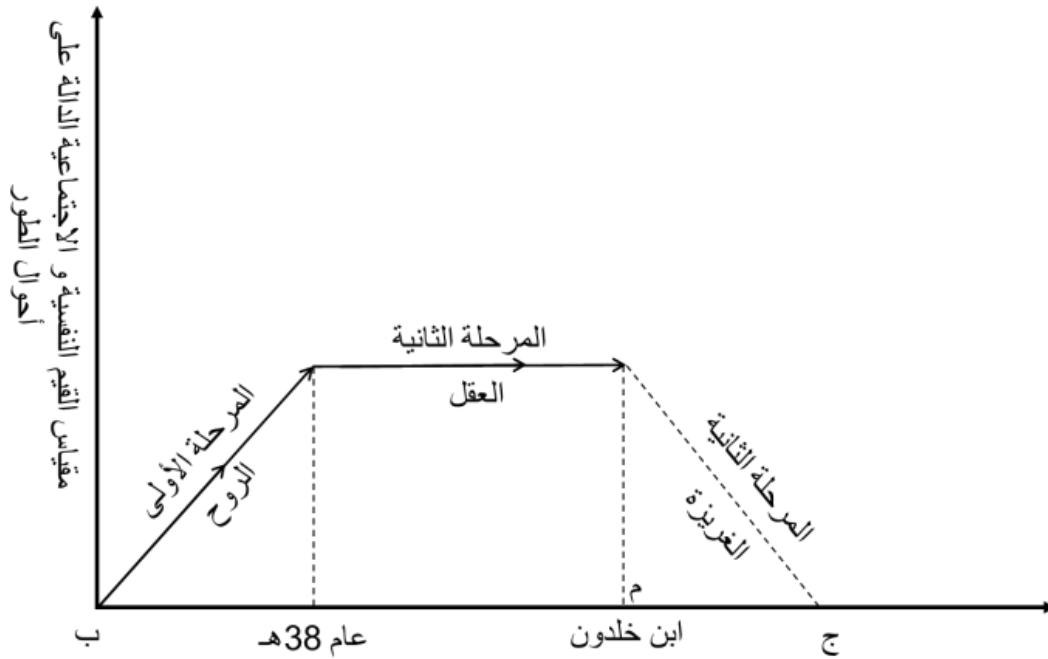 مقياس القيم النفسية و الاجتماعية الدالة على
أحوال الطور
المرحلة الأولى
الروح
المرحلة الثانية
العقل
المرحلة الثانية
الغريزة
م
ب
عام 38هـ
ابن خلدون
ج